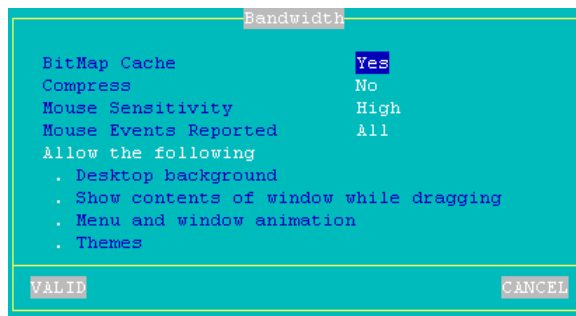 Bandwidth
BitMap Cache Yes
Compress No
Mouse Sensitivity High
Mouse Events Reported All
Allow the following
. Desktop background
. Show contents of window while dragging
. Menu and window animation
. Themes
VALID CANCEL